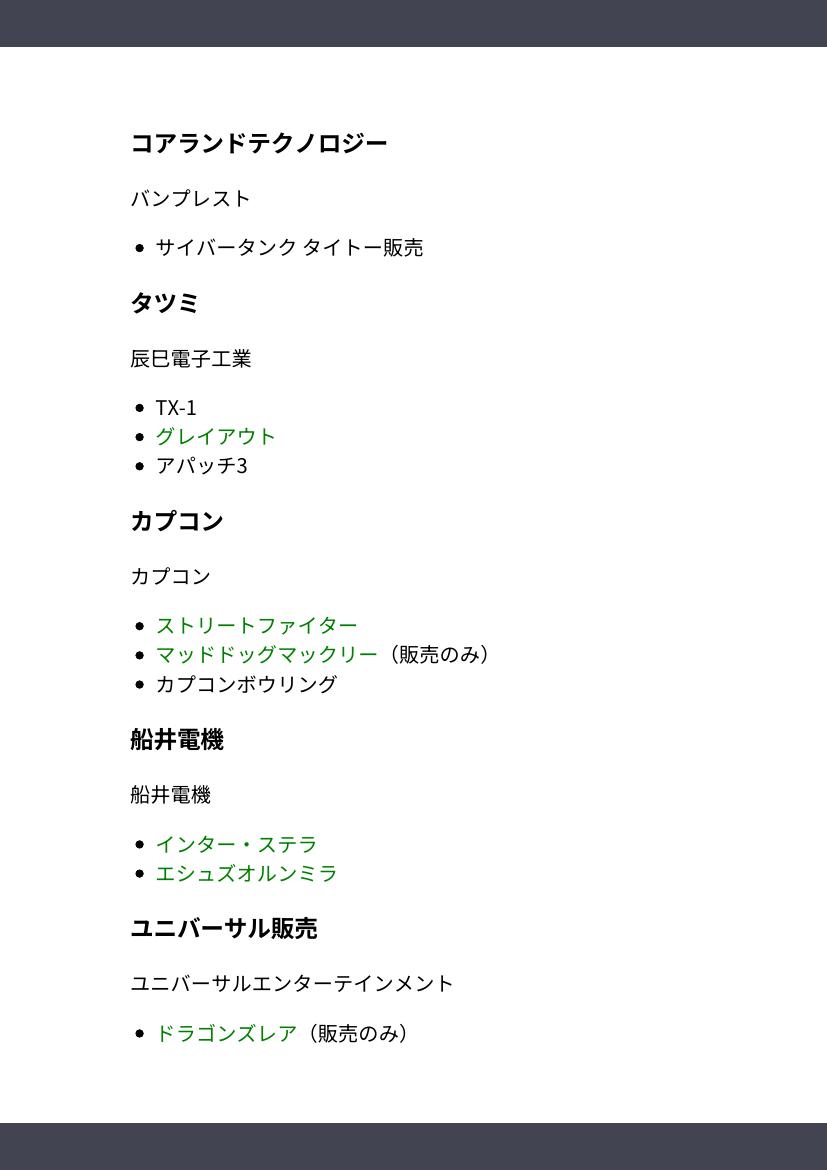 コアランドテクノロジー
バンプレスト
サイバータンク タイトー販売
タツミ
辰巳電子工業
TX-1
グレイアウト
アパッチ3
カプコン
カプコン
ストリートファイター
マッドドッグマックリー（販売のみ）
カプコンボウリング
船井電機
船井電機
インター・ステラ
エシュズオルンミラ
ユニバーサル販売
ユニバーサルエンターテインメント
ドラゴンズレア（販売のみ）